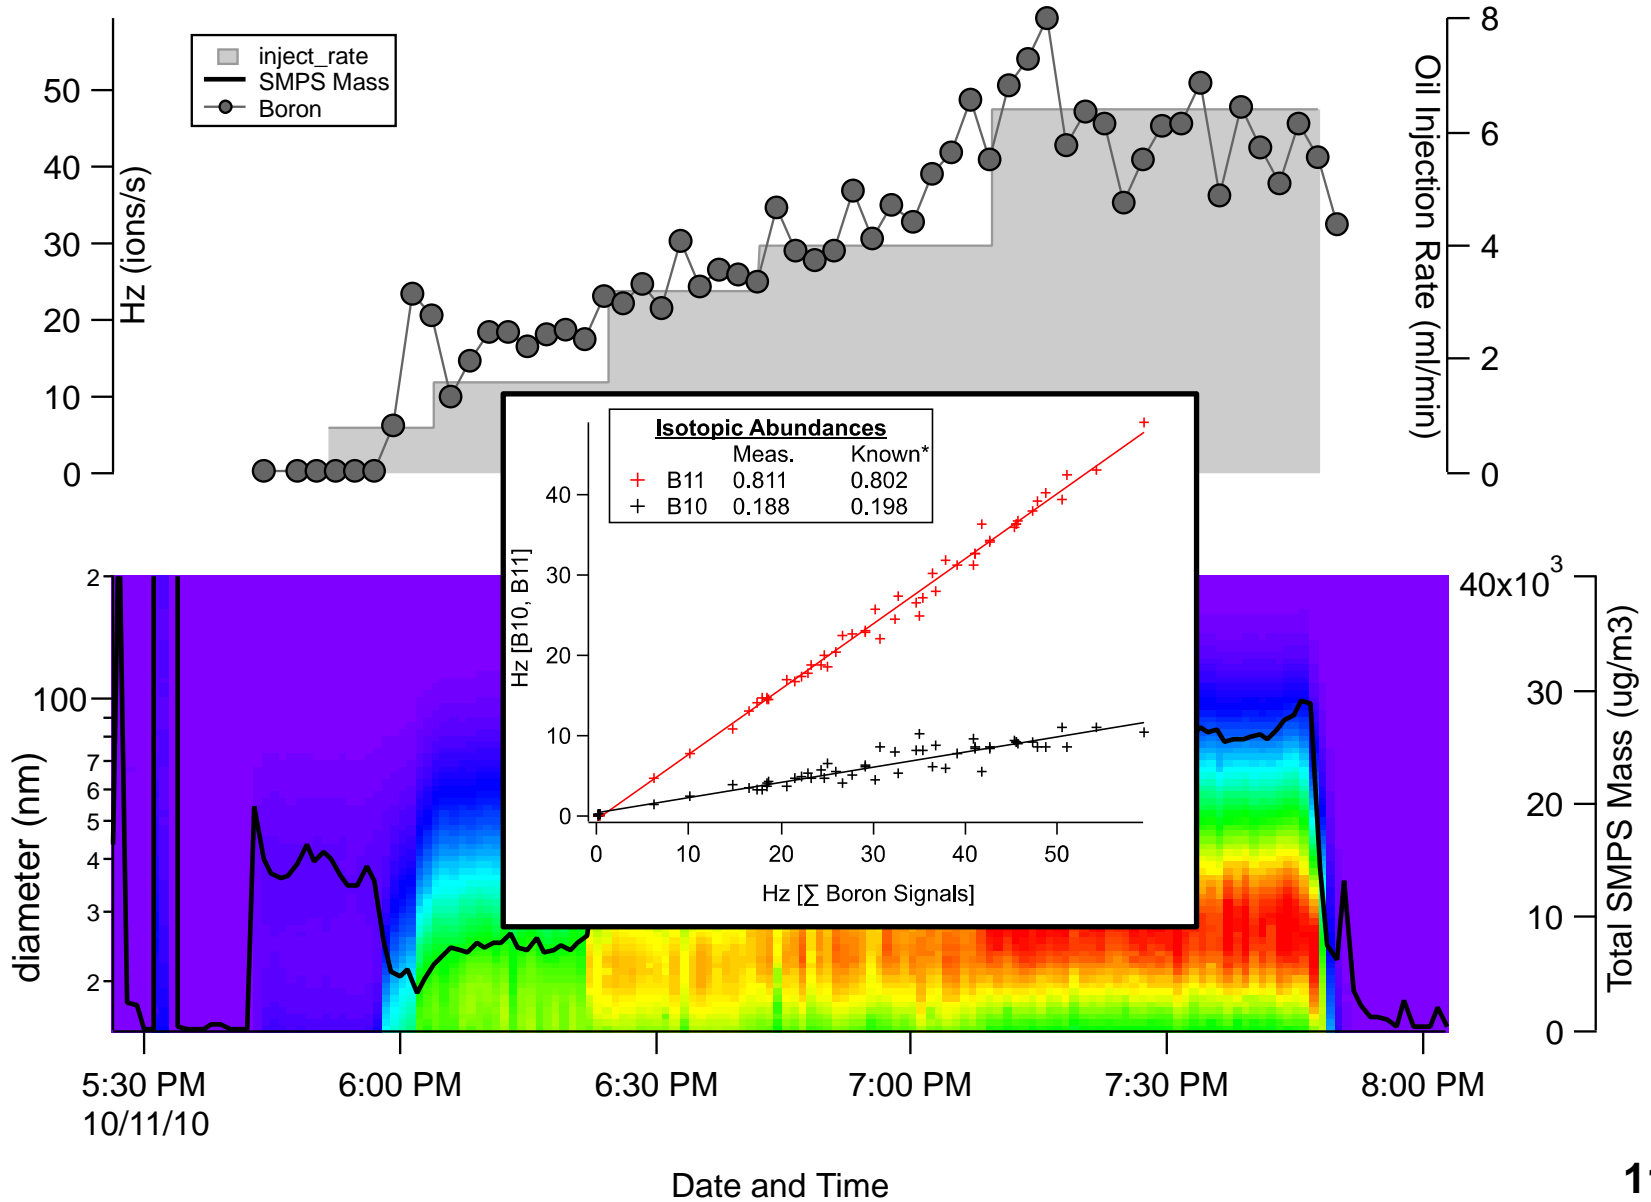 8
inject_rate
SMPS Mass
Boron
50
40
30
20
10
0
Hz (ions/s)
6
4
2
0
Oil Injection Rate (ml/min)
Isotopic Abundances
Meas. Known*
B11 0.811 0.802
B10 0.188 0.198
40
30
20
10
0
Hz [B10, B11]
0 10 20 30 40 50
Hz [∑ Boron Signals]
2
100
7
6
5
4
3
2
diameter (nm)
40x10³
30
20
10
0
Total SMPS Mass (ug/m3)
5:30 PM 6:00 PM 6:30 PM 7:00 PM 7:30 PM 8:00 PM
10/11/10
Date and Time